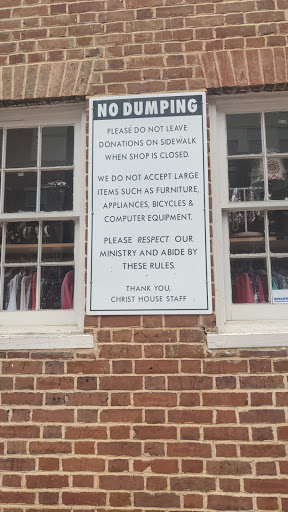 NO DUMPING
PLEASE DO NOT LEAVE
DONATIONS ON SIDEWALK
WHEN SHOP IS CLOSED.
WE DO NOT ACCEPT LARGE
ITEMS SUCH AS FURNITURE,
APPLIANCES, BICYCLES &
COMPUTER EQUIPMENT.
PLEASE RESPECT OUR
MINISTRY AND ABIDE BY
THESE RULES.
THANK YOU,
CHRIST HOUSE STAFF